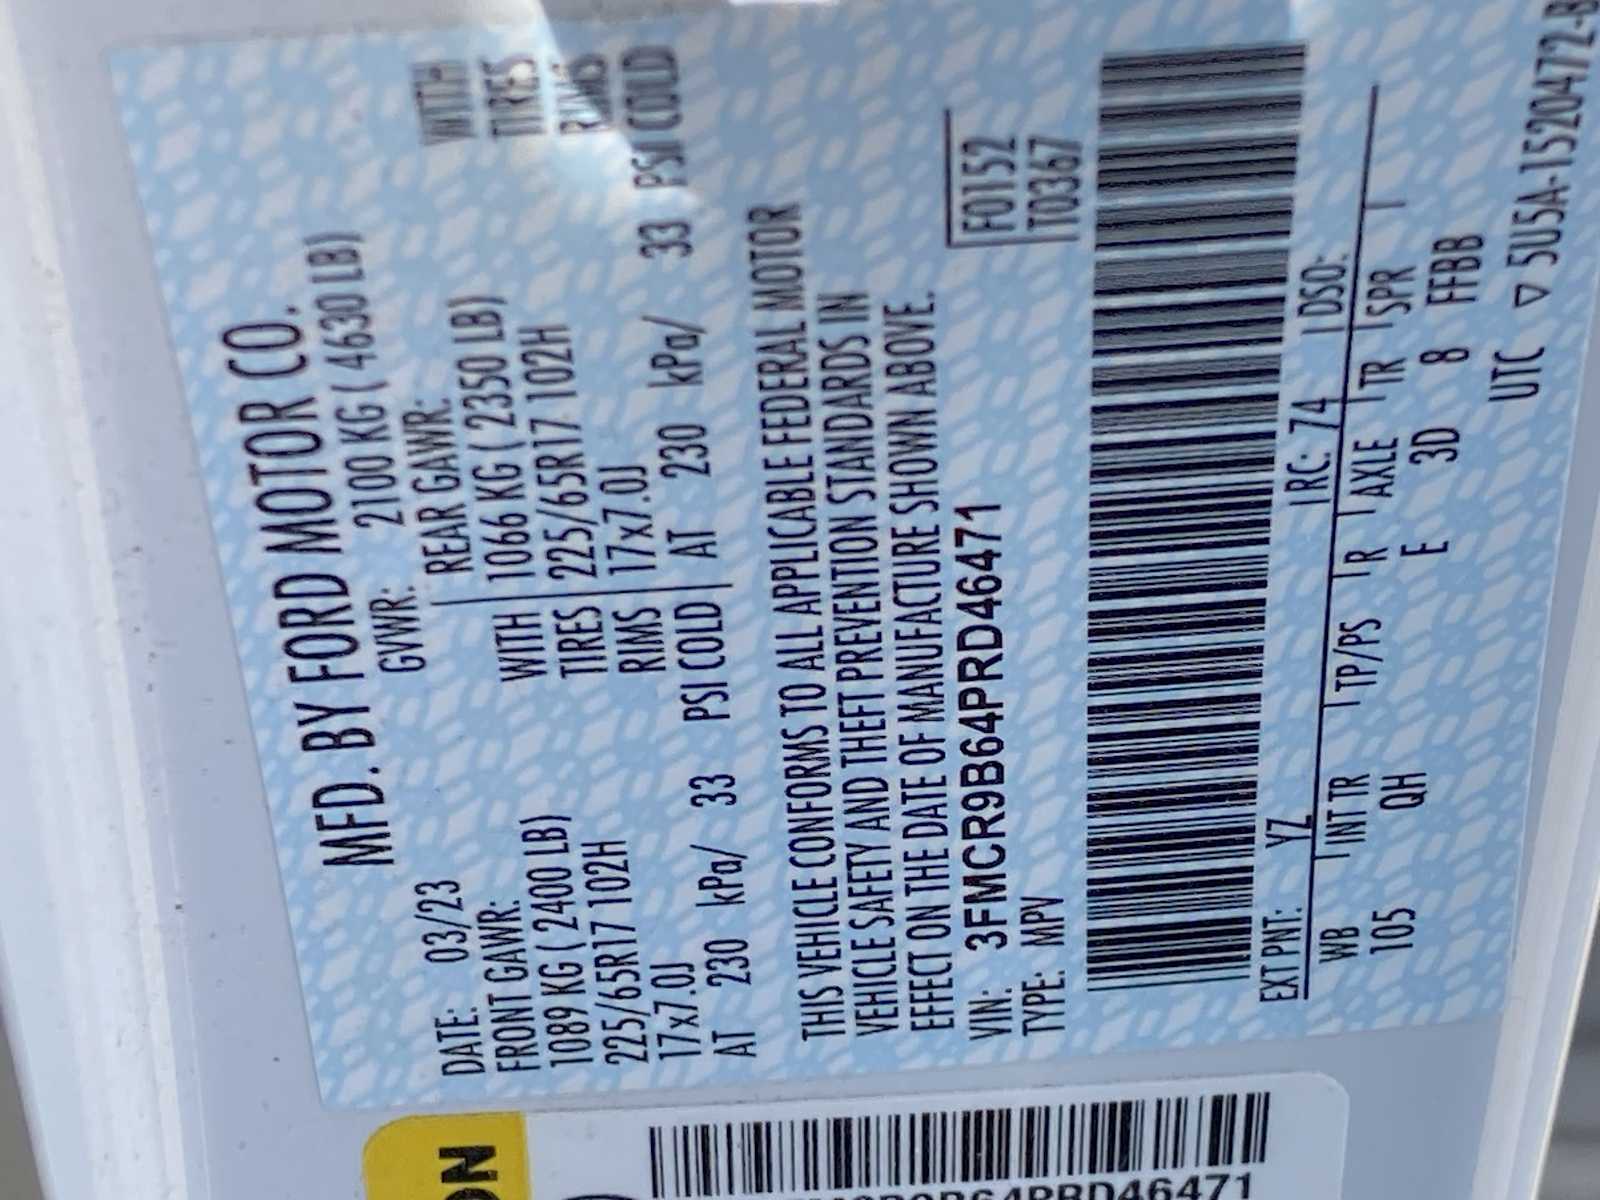 MFD. BY FORD MOTOR CO.
DATE: 03/23 GVWR: 2100 KG ( 4630 LB)
FRONT GAWR: REAR GAWR:
1089 KG ( 2400 LB) WITH 1066 KG ( 2350 LB) WITH
225/65R17 102H TIRES 225/65R17 102H TIRES
17x7.0J RIMS 17x7.0J RIMS
AT 230 kPa/ 33 PSI COLD AT 230 kPa/ 33 PSI COLD
THIS VEHICLE CONFORMS TO ALL APPLICABLE FEDERAL MOTOR
VEHICLE SAFETY AND THEFT PREVENTION STANDARDS IN
EFFECT ON THE DATE OF MANUFACTURE SHOWN ABOVE.
VIN: 3FMCR9B64PRD46471 F0152
TYPE: MPV T0367
EXT PNT: YZ RC: 74 DSO:
WB INT TR TP/PS R AXLE TR SPR
105 QH E 3D 8 FFBB
UTC ▽ 5U5A-1520472-B